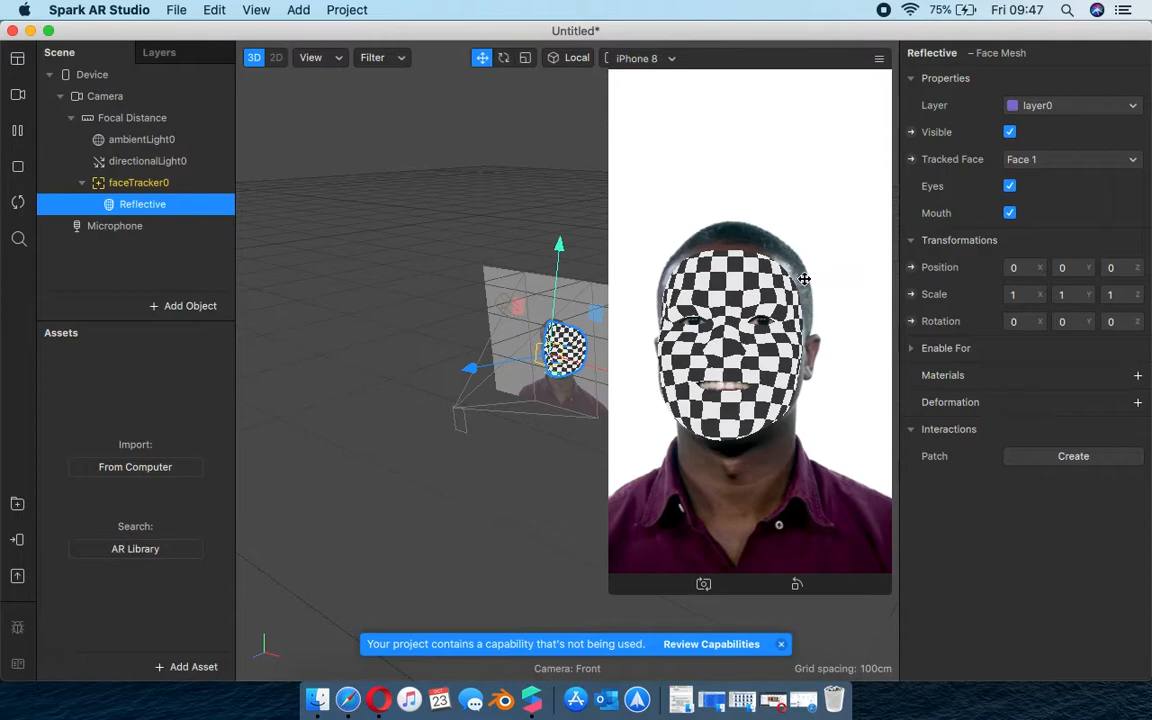 Spark AR Studio File Edit View Add Project 75% Fri 09:47
Untitled*
Scene Layers
Device
Camera
Focal Distance
ambientLight0
directionalLight0
faceTracker0
Reflective
Microphone
Add Object
Assets
Import:
From Computer
Search:
AR Library
Add Asset
3D 2D View Filter Local iPhone 8
Your project contains a capability that's not being used. Review Capabilities
Camera: Front Grid spacing: 100cm
Reflective – Face Mesh
Properties
Layer layer0
Visible
Tracked Face Face 1
Eyes
Mouth
Transformations
Position 0 X 0 Y 0 Z
Scale 1 X 1 Y 1 Z
Rotation 0 X 0 Y 0 Z
Enable For
Materials
Deformation
Interactions
Patch Create
OCT
23